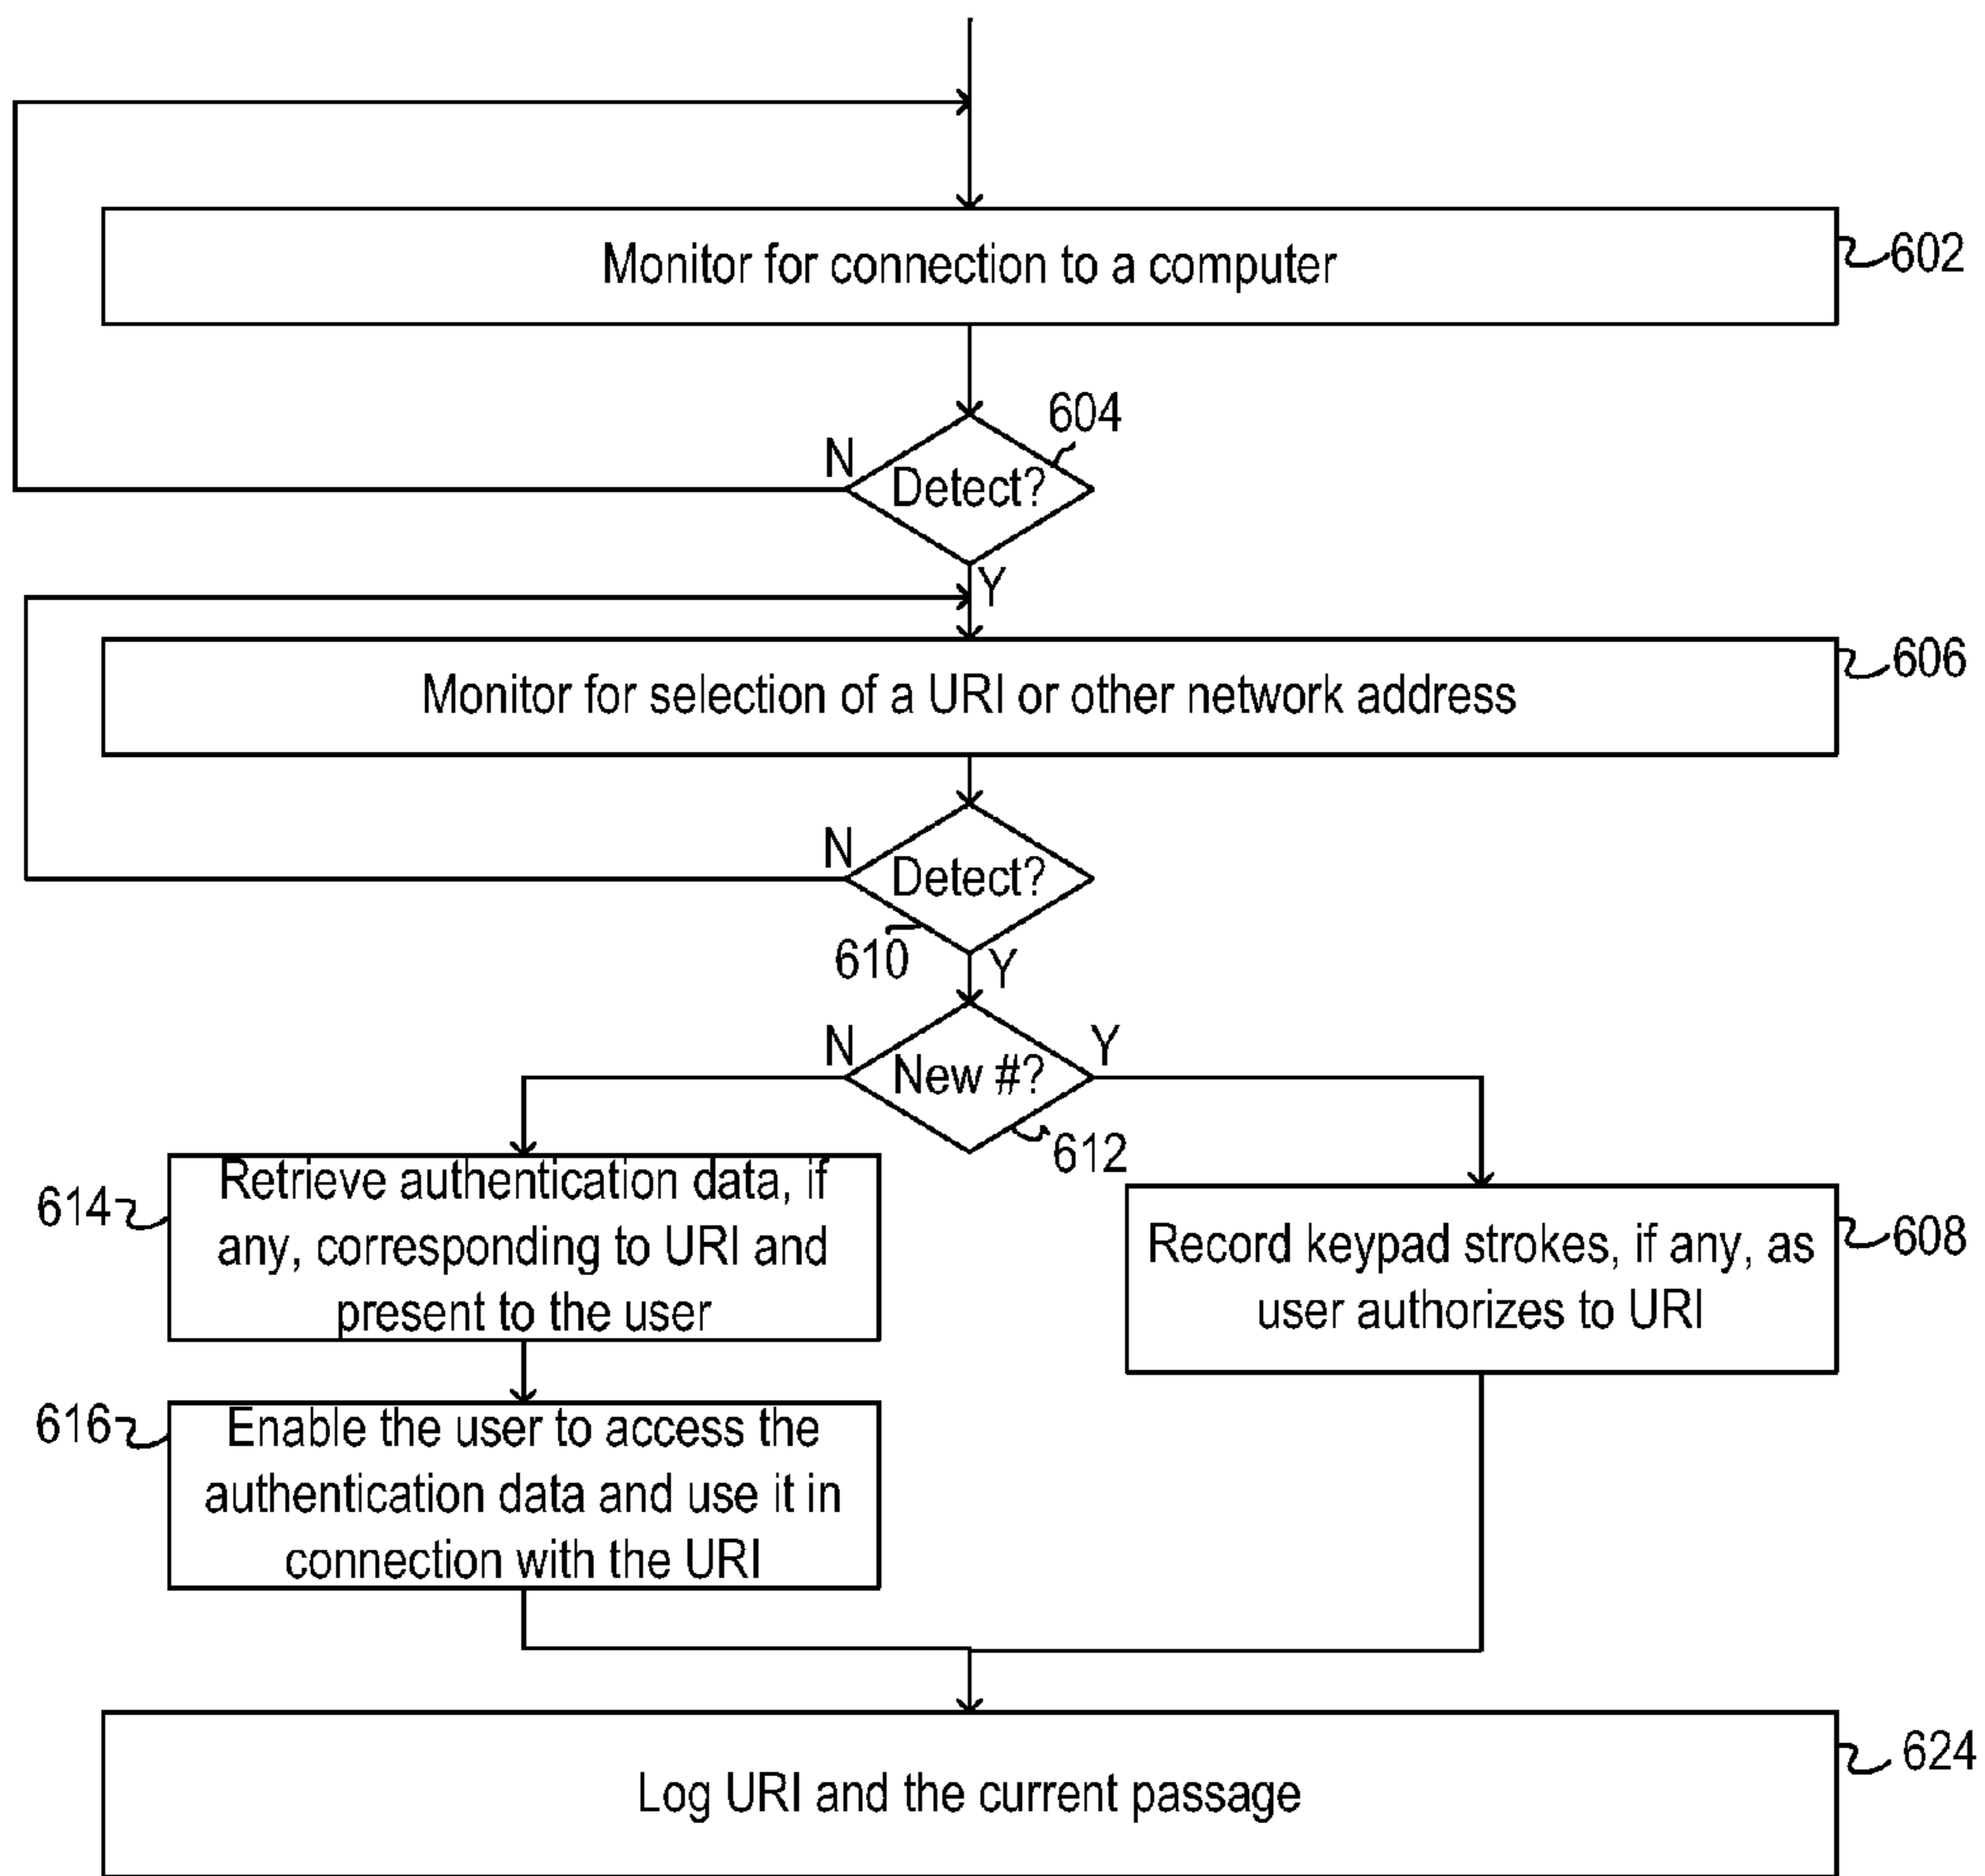 Monitor for connection to a computer
602
604
N
Detect?
Y
Monitor for selection of a URI or other network address
606
N
Detect?
610
Y
N
New #?
Y
612
614
Retrieve authentication data, if
any, corresponding to URI and
present to the user
Record keypad strokes, if any, as
user authorizes to URI
608
616
Enable the user to access the
authentication data and use it in
connection with the URI
Log URI and the current passage
624